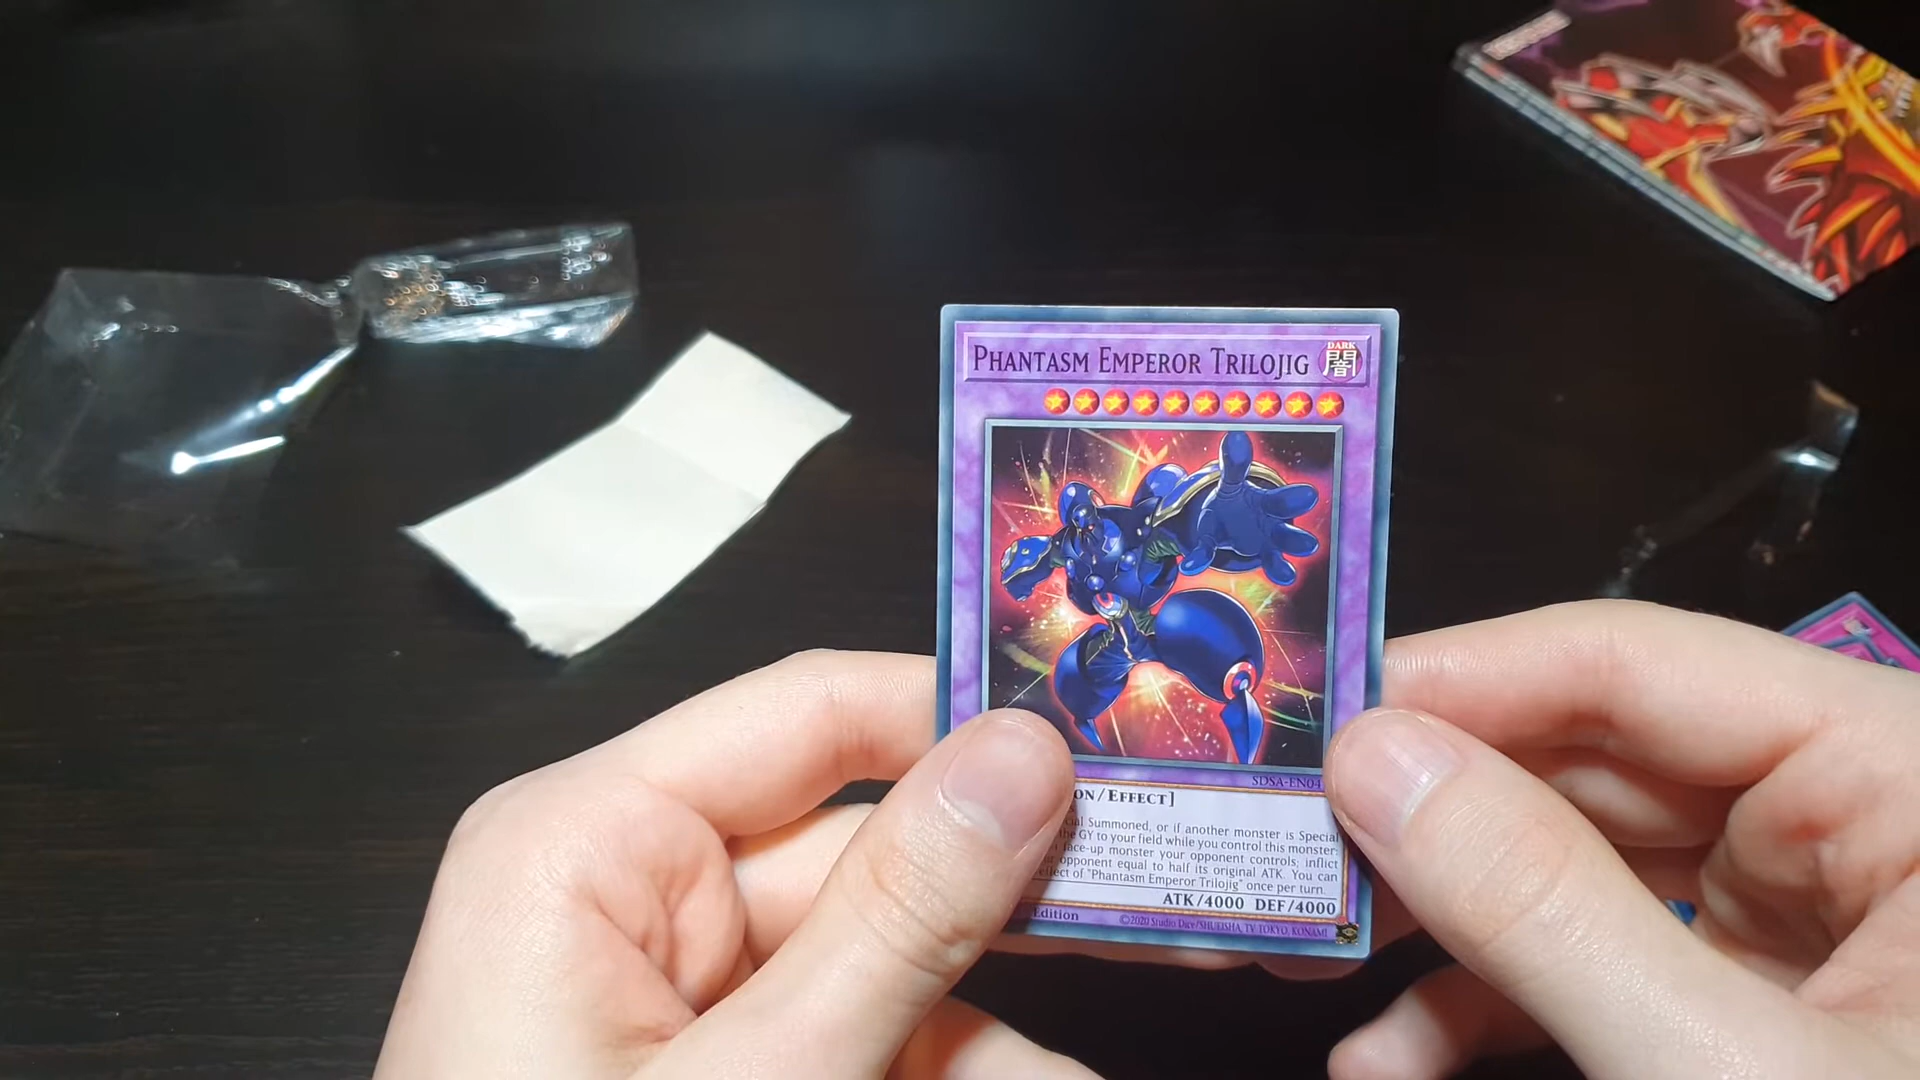 PHANTASM EMPEROR TRILOJIG
DARK
闇
SDSA-EN04
ON/EFFECT]
cial Summoned, or if another monster is Special
the GY to your field while you control this monster:
face-up monster your opponent controls; inflict
opponent equal to half its original ATK. You can
effect of "Phantasm Emperor Trilojig" once per turn.
ATK/4000 DEF/4000
Edition
©2020 Studio Dice/SHUEISHA, TV TOKYO, KONAMI